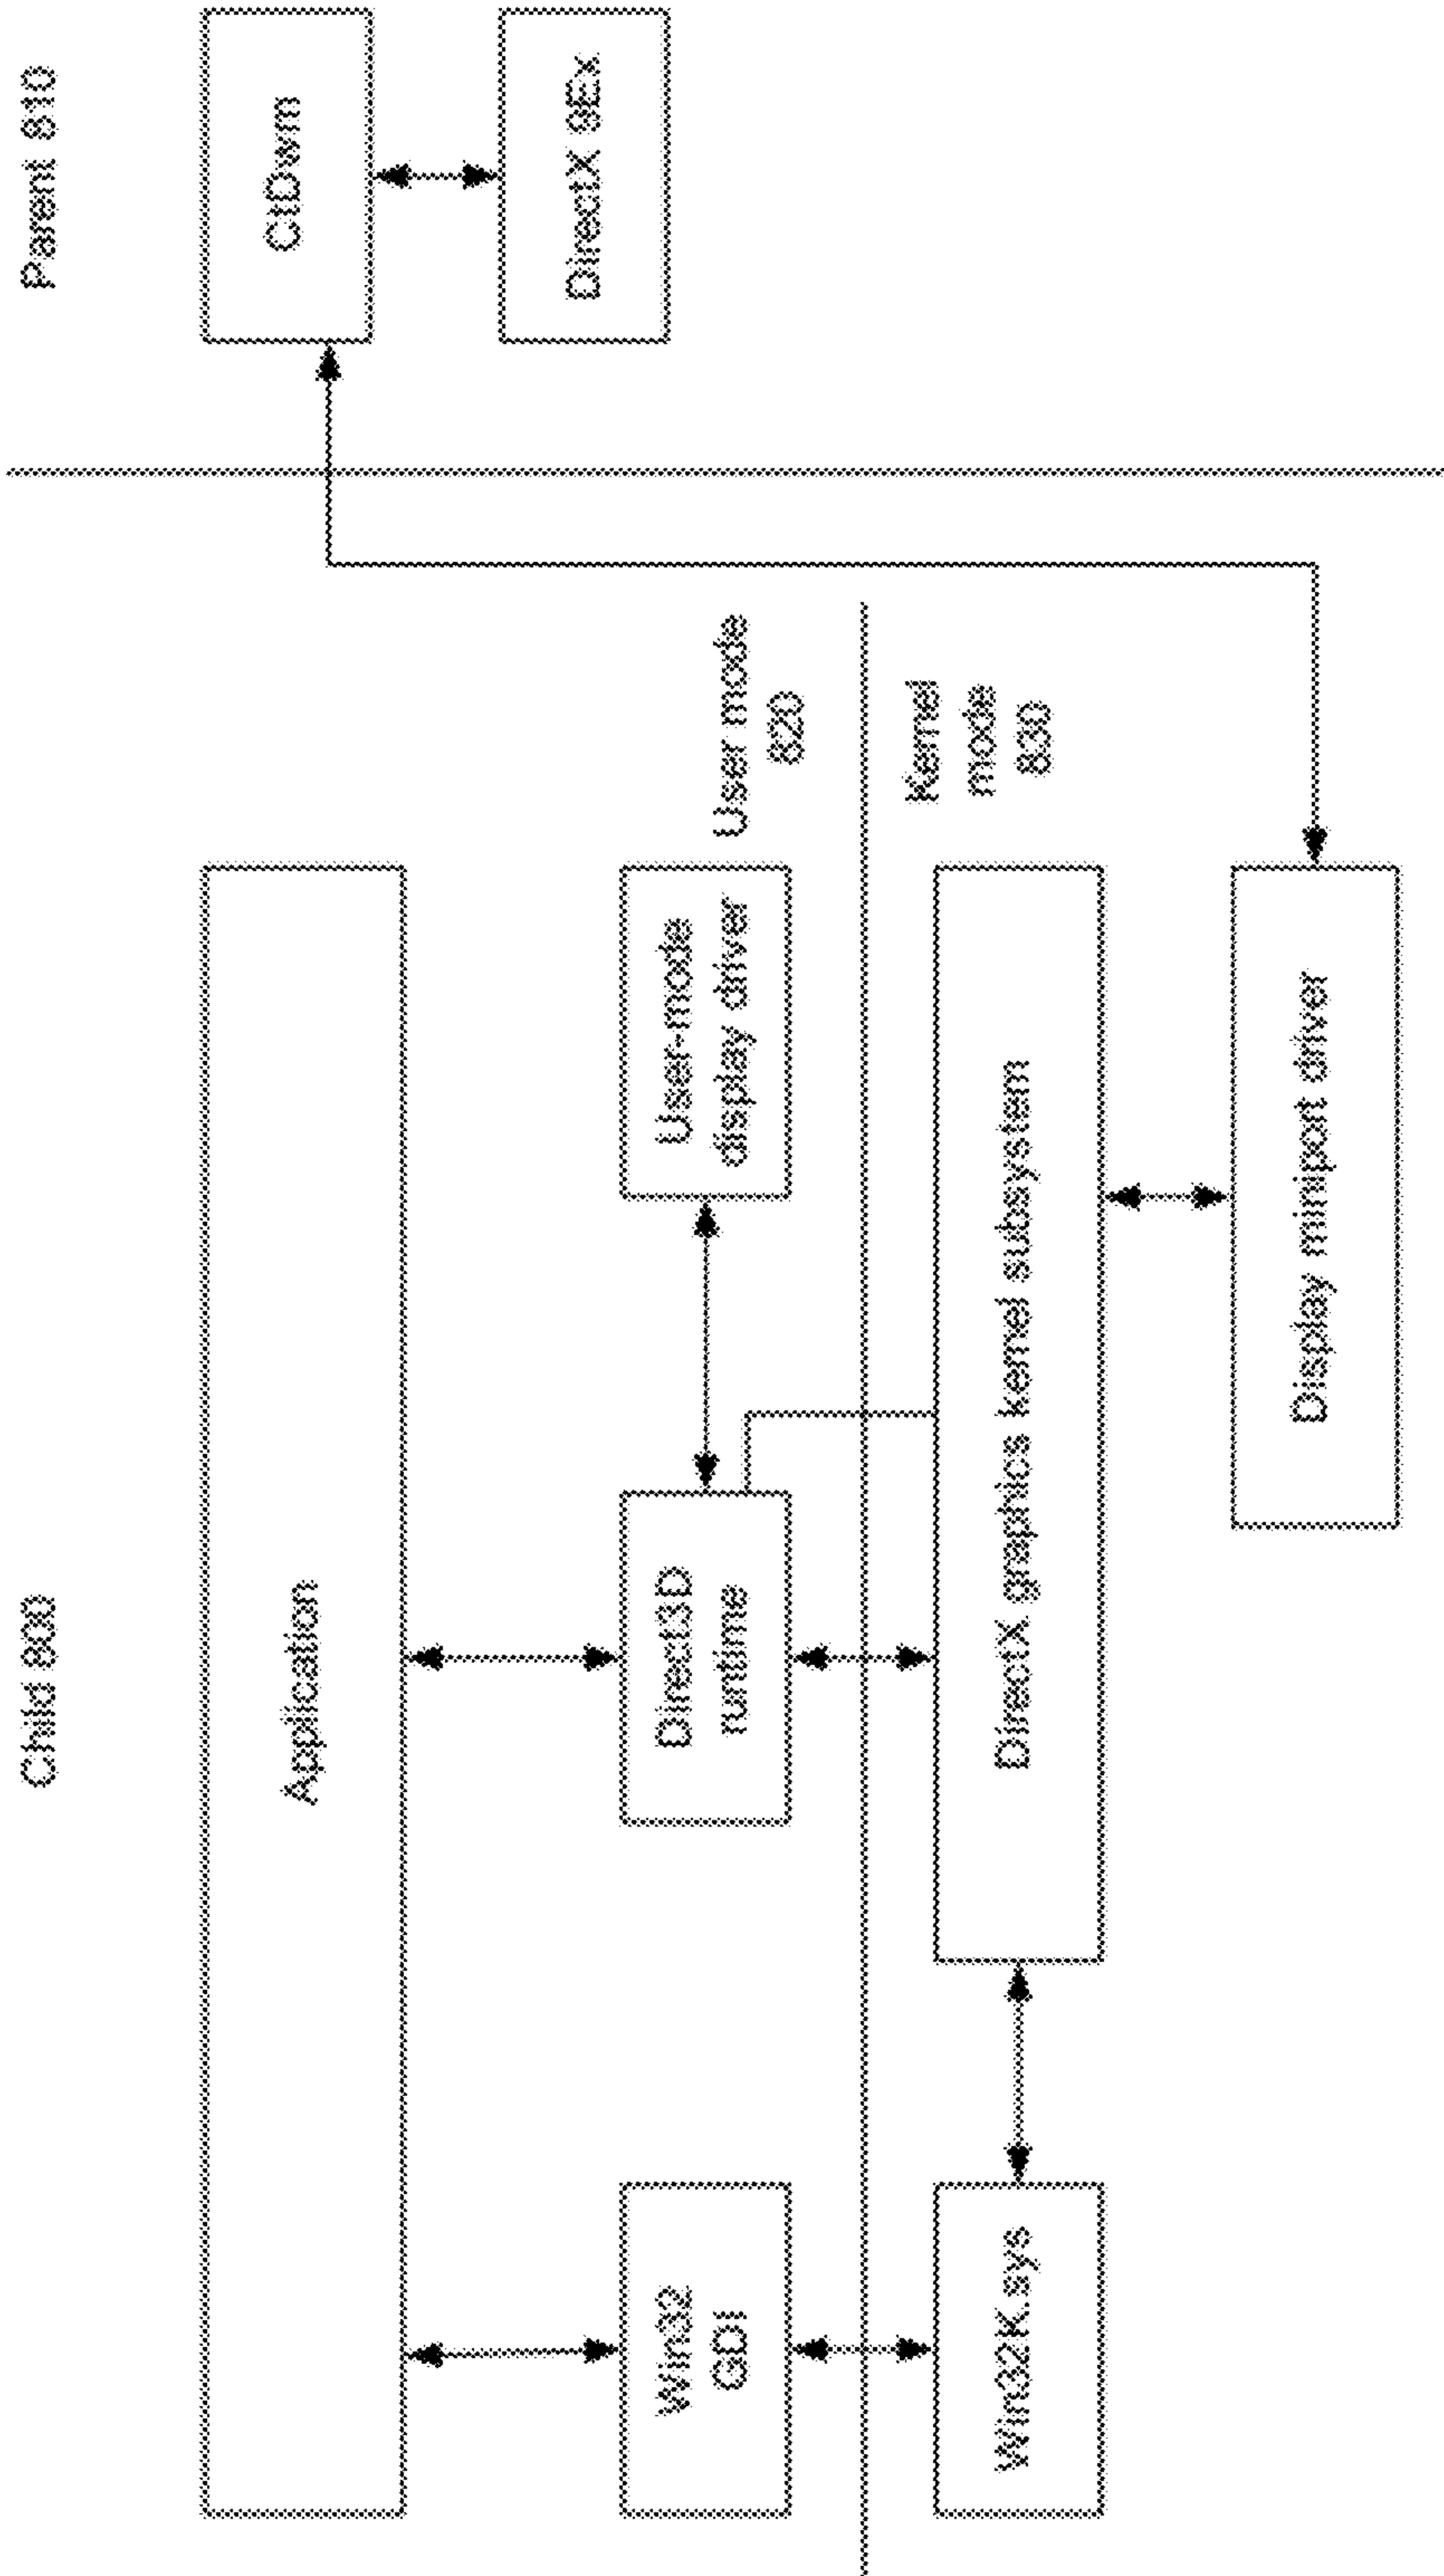 Child 800
Parent 810
Application
CtDwm
DirectX 9Ex
Win32
GDI
Direct3D
runtime
User-mode
display driver
User mode
820
Kernel
mode
830
Win32K.sys
DirectX graphics kernel subsystem
Display miniport driver